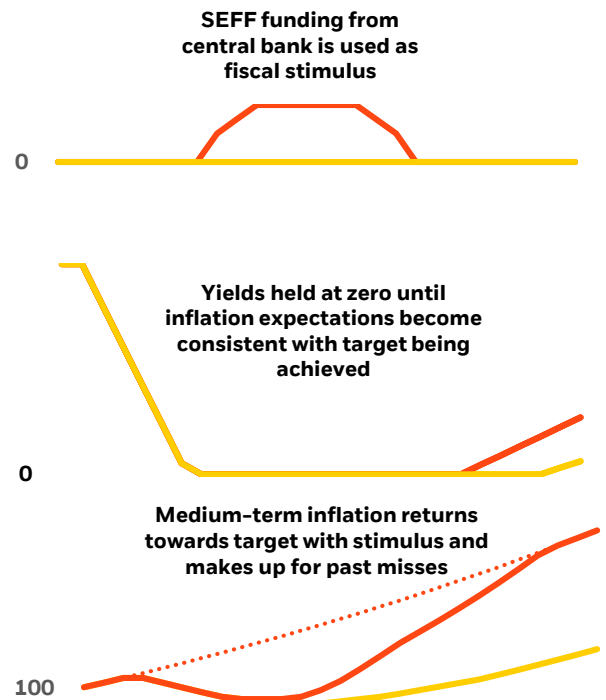 SEFF funding from
central bank is used as
fiscal stimulus
0
Yields held at zero until
inflation expectations become
consistent with target being
achieved
0
Medium-term inflation returns
towards target with stimulus and
makes up for past misses
100